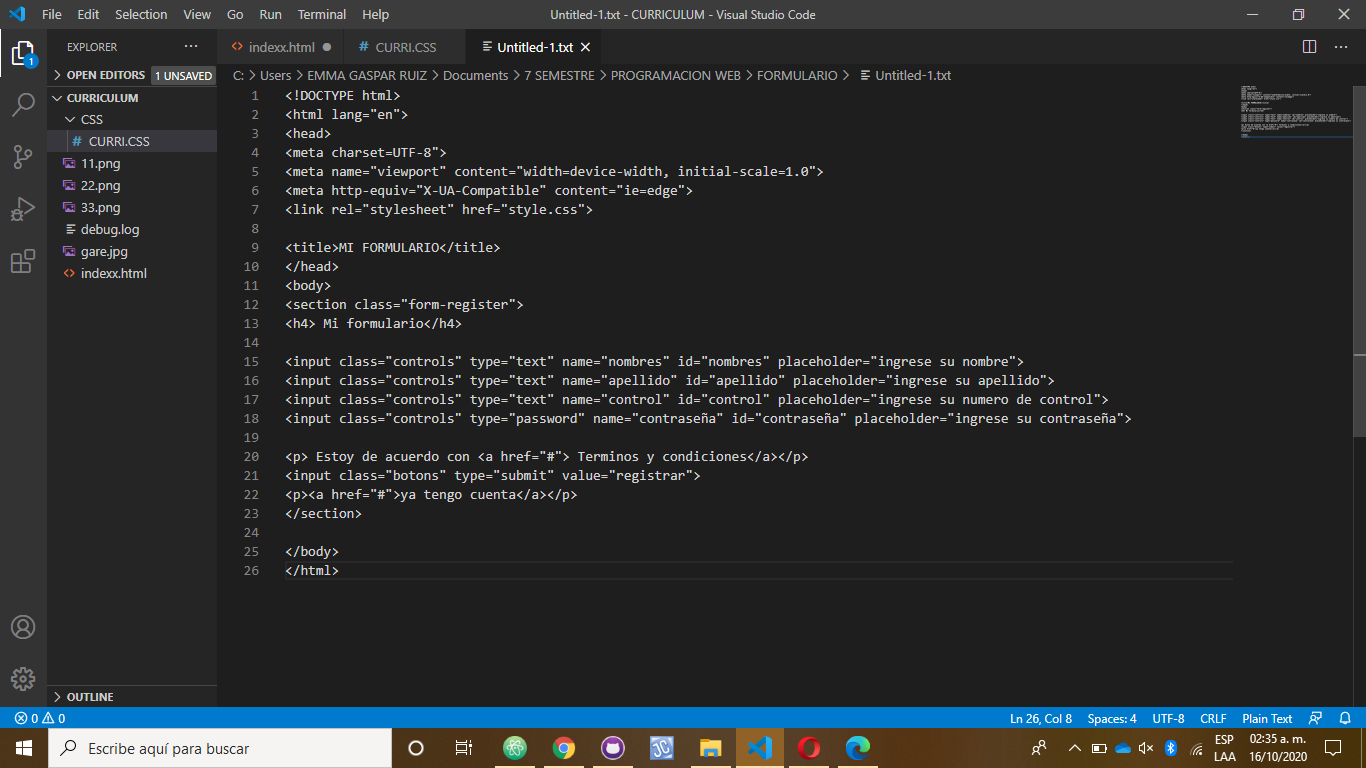 File Edit Selection View Go Run Terminal Help Untitled-1.txt - CURRICULUM - Visual Studio Code
EXPLORER ··· indexx.html CURRI.CSS Untitled-1.txt
OPEN EDITORS 1 UNSAVED
C: > Users > EMMA GASPAR RUIZ > Documents > 7 SEMESTRE > PROGRAMACION WEB > FORMULARIO > Untitled-1.txt
CURRICULUM
CSS
CURRI.CSS
11.png
22.png
33.png
debug.log
gare.jpg
indexx.html
OUTLINE
1
1 <!DOCTYPE html>
2 <html lang="en">
3 <head>
4 <meta charset=UTF-8">
5 <meta name="viewport" content="width=device-width, initial-scale=1.0">
6 <meta http-equiv="X-UA-Compatible" content="ie=edge">
7 <link rel="stylesheet" href="style.css">
8
9 <title>MI FORMULARIO</title>
10 </head>
11 <body>
12 <section class="form-register">
13 <h4> Mi formulario</h4>
14
15 <input class="controls" type="text" name="nombres" id="nombres" placeholder="ingrese su nombre">
16 <input class="controls" type="text" name="apellido" id="apellido" placeholder="ingrese su apellido">
17 <input class="controls" type="text" name="control" id="control" placeholder="ingrese su numero de control">
18 <input class="controls" type="password" name="contraseña" id="contraseña" placeholder="ingrese su contraseña">
19
20 <p> Estoy de acuerdo con <a href="#"> Terminos y condiciones</a></p>
21 <input class="botons" type="submit" value="registrar">
22 <p><a href="#">ya tengo cuenta</a></p>
23 </section>
24
25 </body>
26 </html>
0 0 Ln 26, Col 8 Spaces: 4 UTF-8 CRLF Plain Text
Escribe aquí para buscar
JC
ESP
LAA
02:35 a. m.
16/10/2020